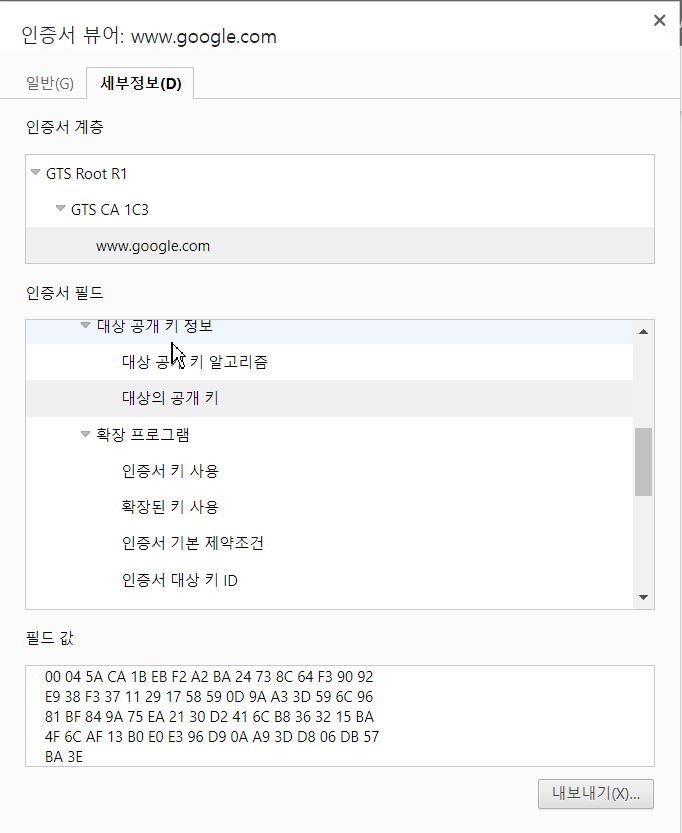 인증서 뷰어: www.google.com
일반(G)
세부정보(D)
인증서 계층
GTS Root R1
GTS CA 1C3
www.google.com
인증서 필드
대상 공개 키 정보
대상 공개 키 알고리즘
대상의 공개 키
확장 프로그램
인증서 키 사용
확장된 키 사용
인증서 기본 제약조건
인증서 대상 키 ID
필드 값
00 04 5A CA 1B EB F2 A2 BA 24 73 8C 64 F3 90 92
E9 38 F3 37 11 29 17 58 59 0D 9A A3 3D 59 6C 96
81 BF 84 9A 75 EA 21 30 D2 41 6C B8 36 32 15 BA
4F 6C AF 13 B0 E0 E3 96 D9 0A A9 3D D8 06 DB 57
BA 3E
내보내기(X)...